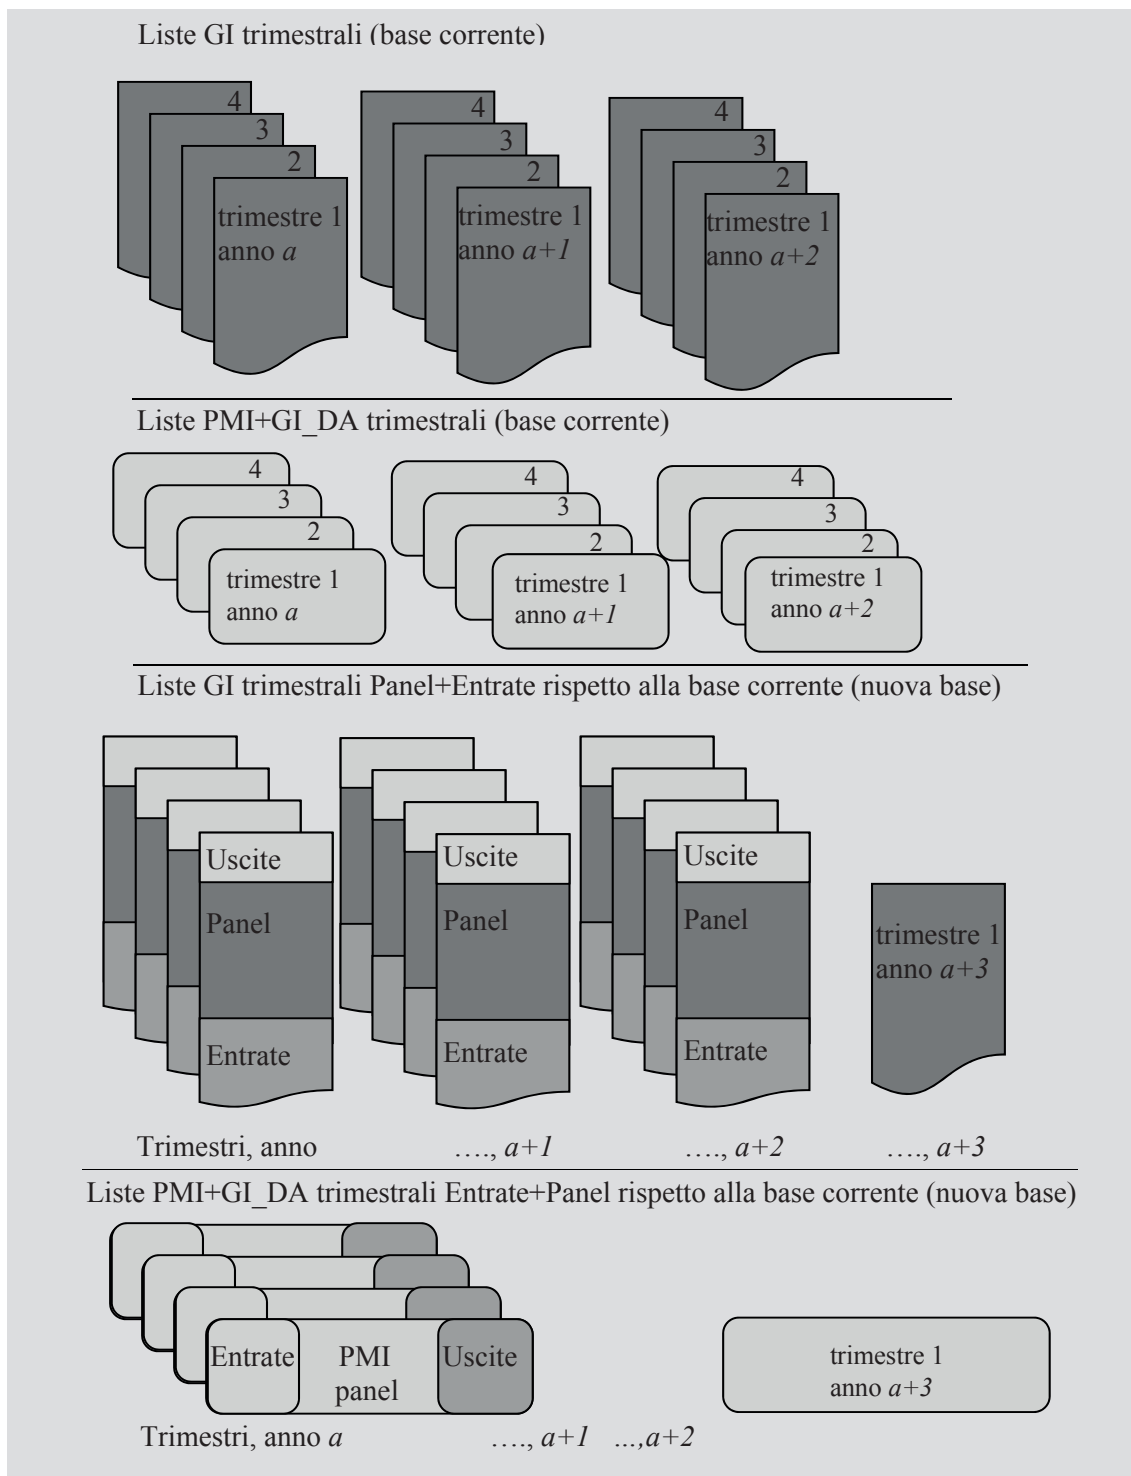 Liste GI trimestrali (base corrente)
4
3
2
trimestre 1
anno a
4
3
2
trimestre 1
anno a+1
4
3
2
trimestre 1
anno a+2
Liste PMI+GI_DA trimestrali (base corrente)
4
3
2
trimestre 1
anno a
4
3
2
trimestre 1
anno a+1
4
3
2
trimestre 1
anno a+2
Liste GI trimestrali Panel+Entrate rispetto alla base corrente (nuova base)
Uscite
Panel
Entrate
Uscite
Panel
Entrate
Uscite
Panel
Entrate
trimestre 1
anno a+3
Trimestri, anno …., a+1 …., a+2 …., a+3
Liste PMI+GI_DA trimestrali Entrate+Panel rispetto alla base corrente (nuova base)
Entrate
PMI
panel
Uscite
trimestre 1
anno a+3
Trimestri, anno a …., a+1 ...,a+2